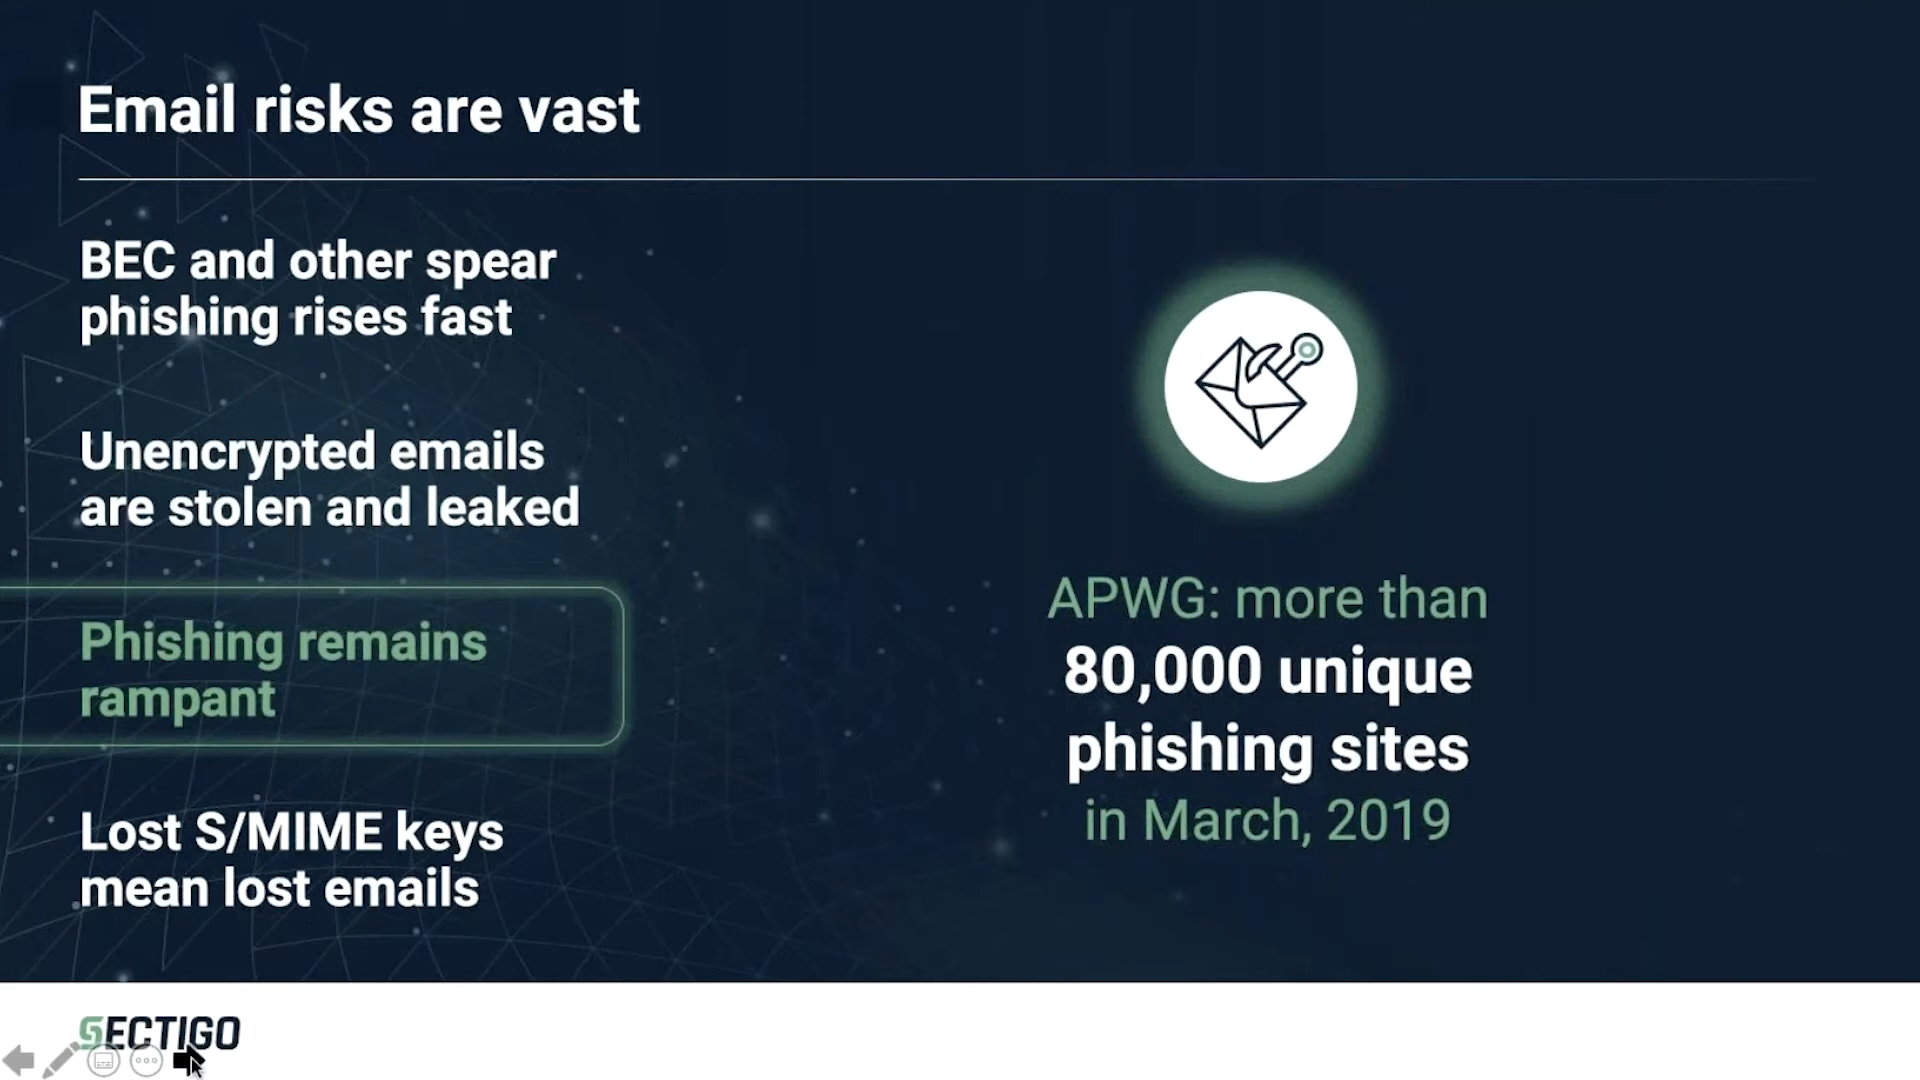 Email risks are vast
BEC and other spear
phishing rises fast
Unencrypted emails
are stolen and leaked
Phishing remains
rampant
Lost S/MIME keys
mean lost emails
APWG: more than
80,000 unique
phishing sites
in March, 2019
SECTIGO